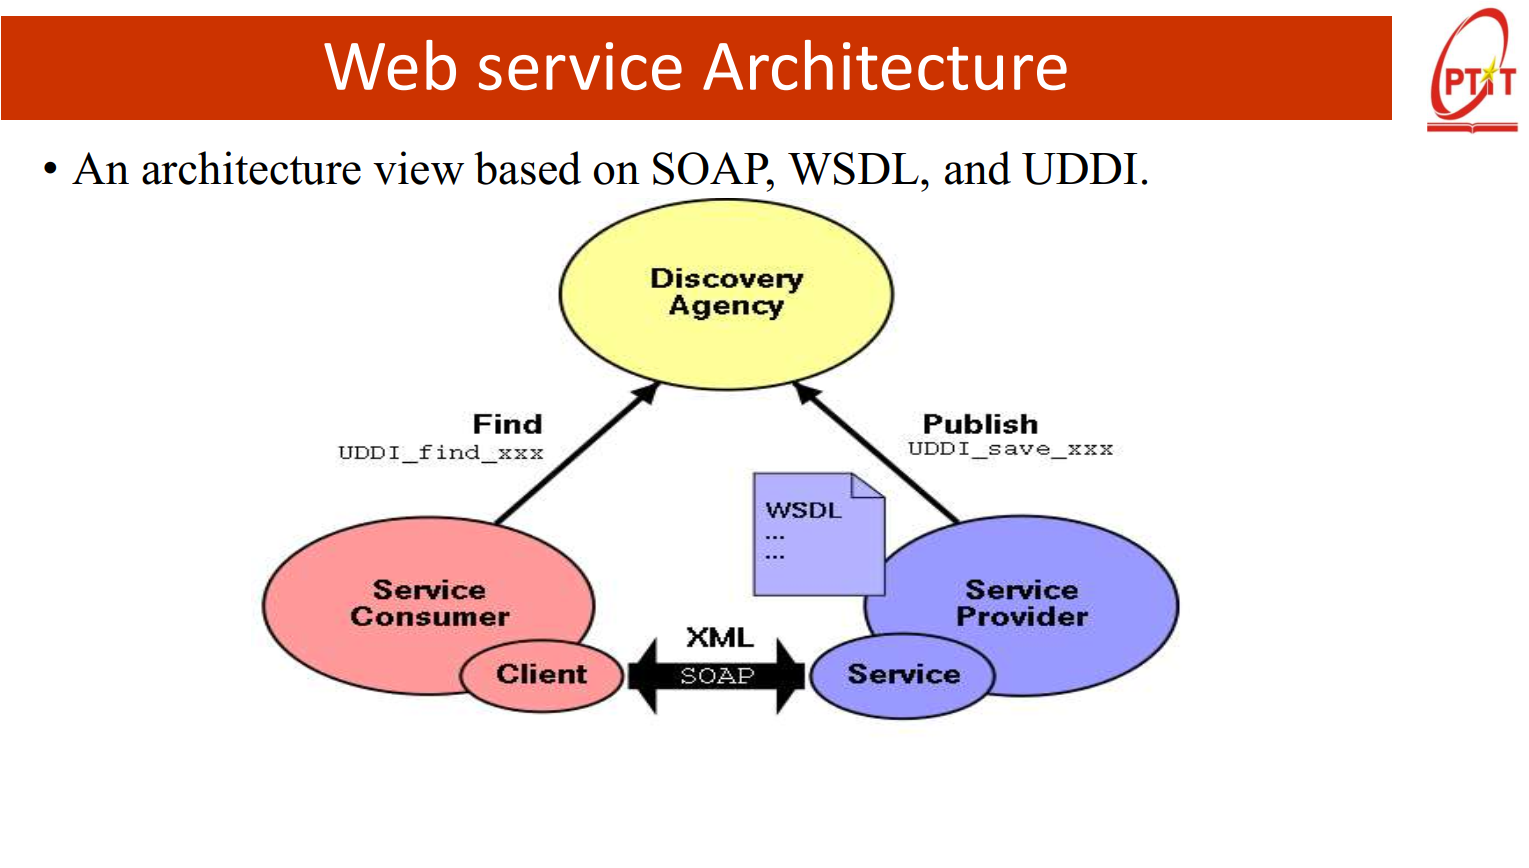 Web service Architecture
PTIT
• An architecture view based on SOAP, WSDL, and UDDI.
Discovery
Agency
Find
UDDI_find_xxx
Publish
UDDI_save_xxx
WSDL
...
...
Service
Consumer
Service
Provider
XML
SOAP
Client
Service